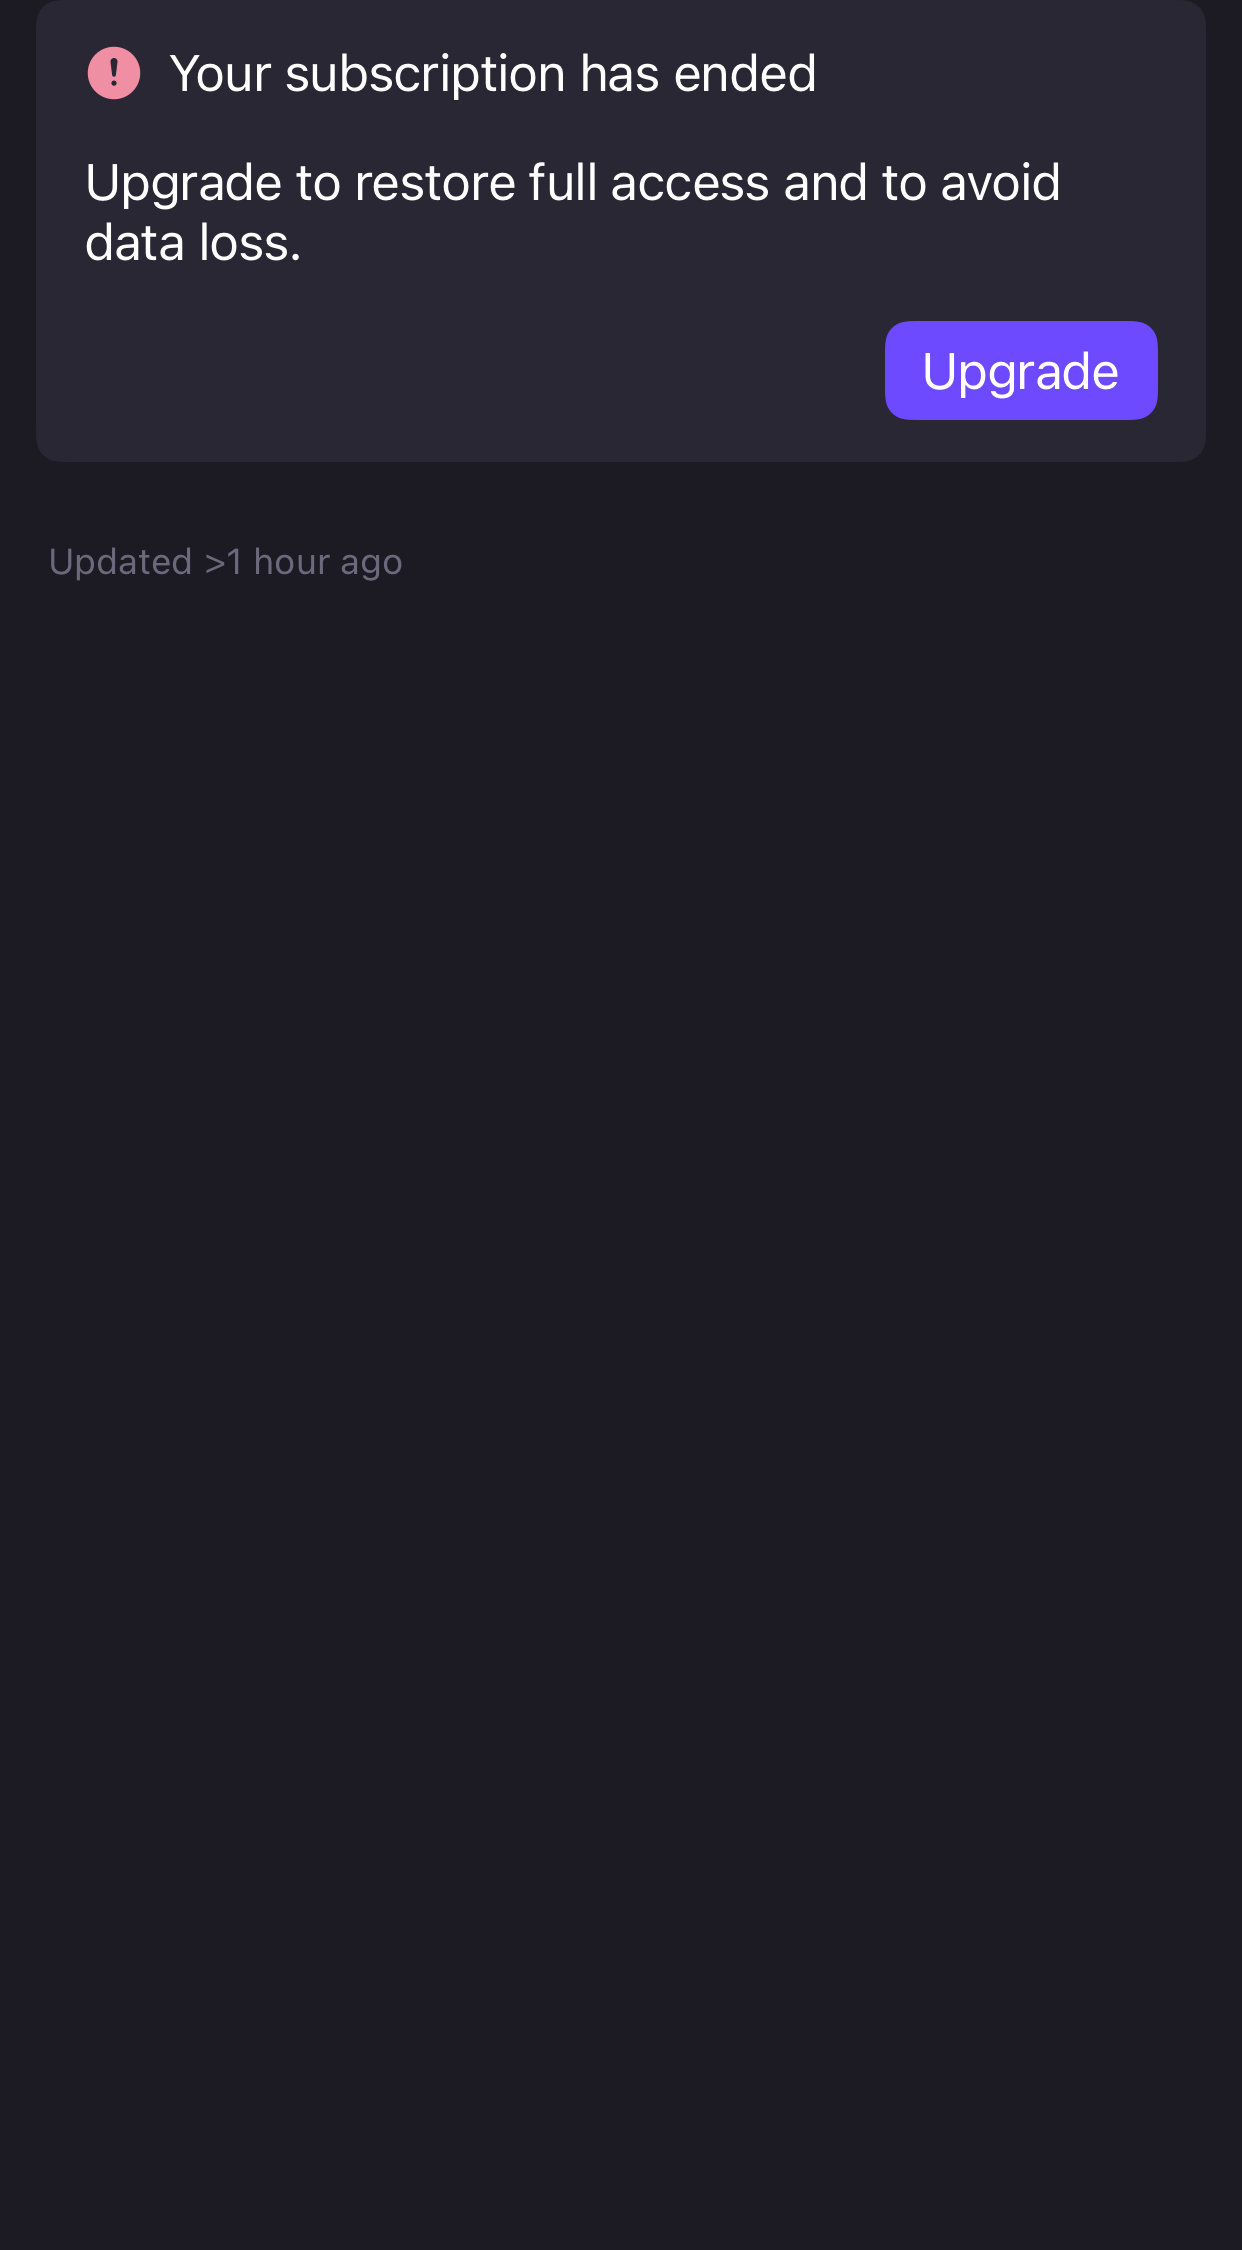 Your subscription has ended
Upgrade to restore full access and to avoid
data loss.
Upgrade
Updated >1 hour ago